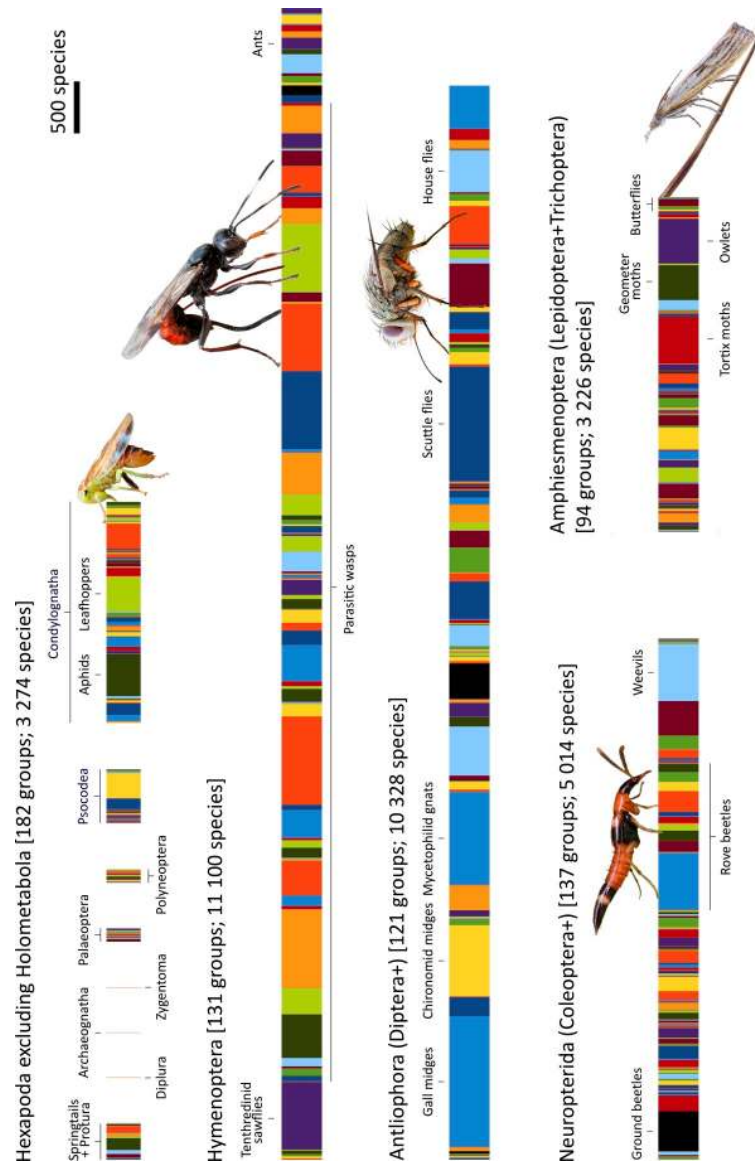 Hexapoda excluding Holometabola [182 groups; 3 274 species]
500 species
Condylognatha
Springtails
+ Protura
Archaeognatha
Palaeoptera
Psocodea
Aphids
Leafhoppers
Diplura
Zygentoma
Polyneoptera
Hymenoptera [131 groups; 11 100 species]
Tenthredinid
sawflies
Ants
Parasitic wasps
Antliophora (Diptera+) [121 groups; 10 328 species]
Gall midges
Chironomid midges
Mycetophilid gnats
Scuttle flies
House flies
Neuropterida (Coleoptera+) [137 groups; 5 014 species]
Ground beetles
Weevils
Rove beetles
Amphiesmenoptera (Lepidoptera+Trichoptera)
[94 groups; 3 226 species]
Geometer
moths
Butterflies
Tortix moths
Owlets